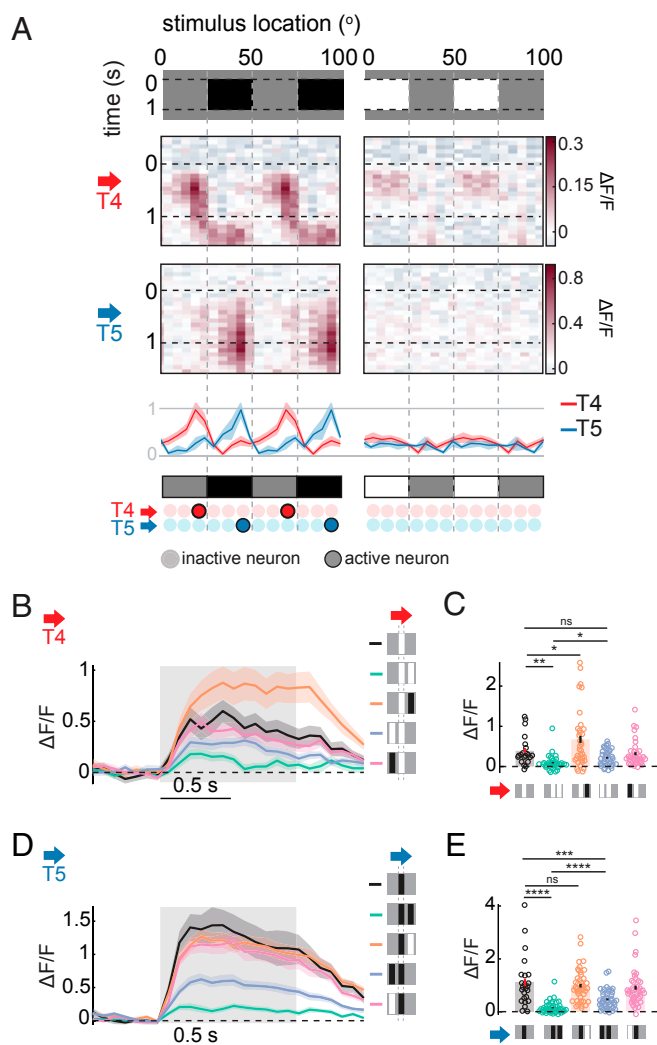 A
stimulus location (°)
0 50 100 0 50 100
time (s)
0
1
0
1
T4
0.3
0.15
0
ΔF/F
0
1
T5
0.8
0.4
0
ΔF/F
1
0
T4
T5
T4
T5
inactive neuron
active neuron
B
T4
1
0.5
0
ΔF/F
0.5 s
C
ns
*
*
**
2
1
0
ΔF/F
D
T5
1.5
1
0.5
0
ΔF/F
0.5 s
E
***
****
ns
****
4
2
0
ΔF/F